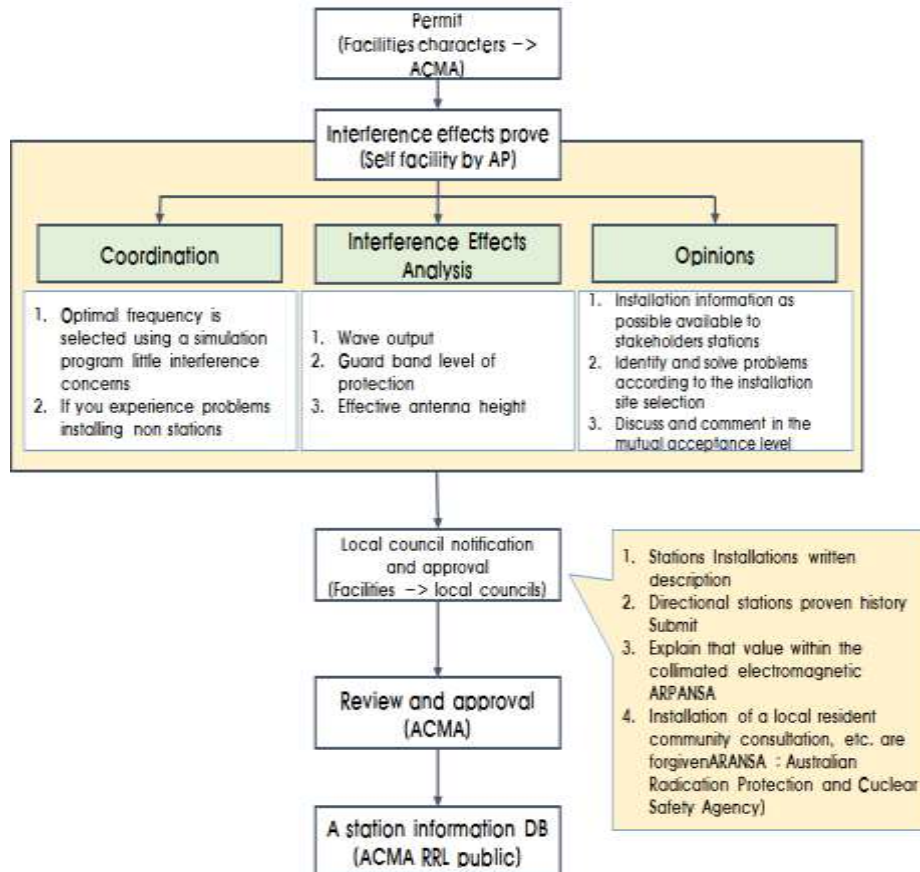 Permit
(Facilities characters –>
ACMA)
Interference effects prove
(Self facility by AP)
Coordination
Interference Effects
Analysis
Opinions
1. Optimal frequency is
selected using a
simulation
program little interference
concerns
2. If you experience problems
installing non stations
1. Wave output
2. Guard band level of
protection
3. Effective antenna height
1. Installation information as
possible available to
stakeholders stations
2. Identify and solve problems
according to the installation
site selection
3. Discuss and comment in the
mutual acceptance level
Local council notification
and approval
(Facilities –> local councils)
1. Stations Installations written
description
2. Directional stations proven history
Submit
3. Explain that value within the
collimated electromagnetic
ARPANSA
4. Installation of a local resident
community consultation, etc. are
forgivenARANSA : Australian
Radication Protection and Cuclear
Safety Agency)
Review and approval
(ACMA)
A station information DB
(ACMA RRL public)